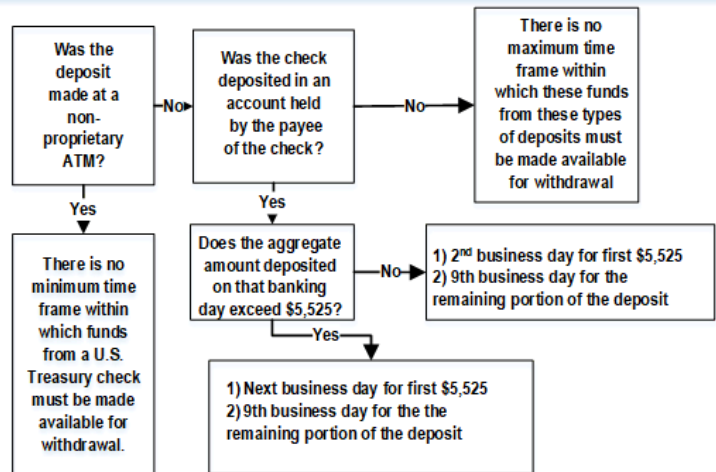 Was the
deposit
made at a
non-
proprietary
ATM?
No
Was the check
deposited in an
account held
by the payee
of the check?
No
There is no
maximum time
frame within
which these funds
from these types
of deposits must
be made available
for withdrawal
Yes
Yes
There is no
minimum time
frame within
which funds
from a U.S.
Treasury check
must be made
available for
withdrawal.
Does the aggregate
amount deposited
on that banking
day exceed $5,525?
No
1) 2nd business day for first $5,525
2) 9th business day for the
remaining portion of the deposit
Yes
1) Next business day for first $5,525
2) 9th business day for the the
remaining portion of the deposit